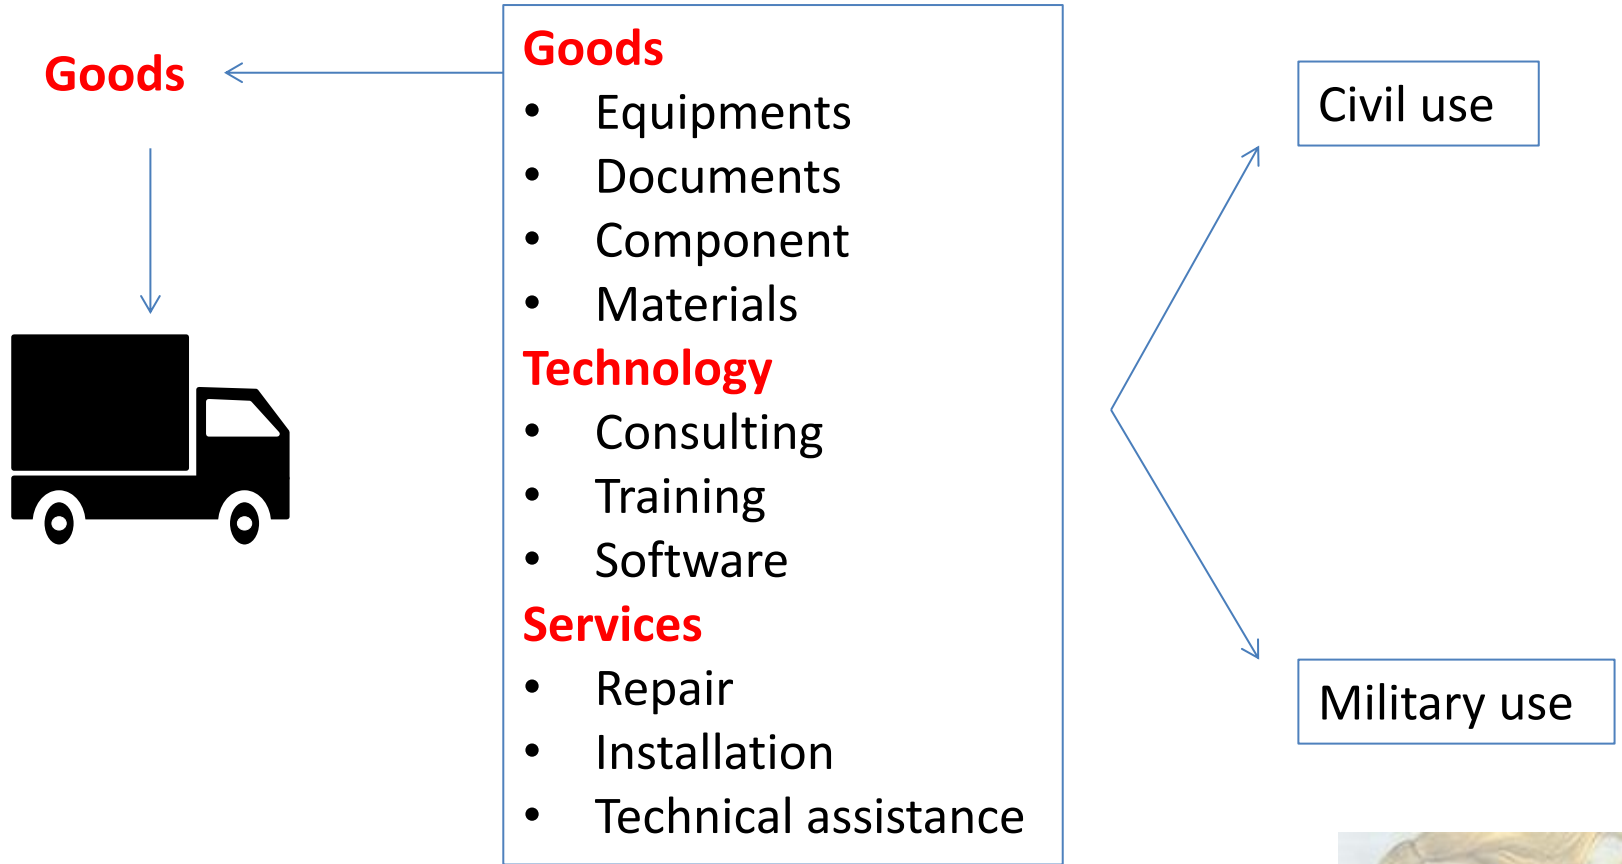 Goods
Goods
• Equipments
• Documents
• Component
• Materials
Technology
• Consulting
• Training
• Software
Services
• Repair
• Installation
• Technical assistance
Civil use
Military use